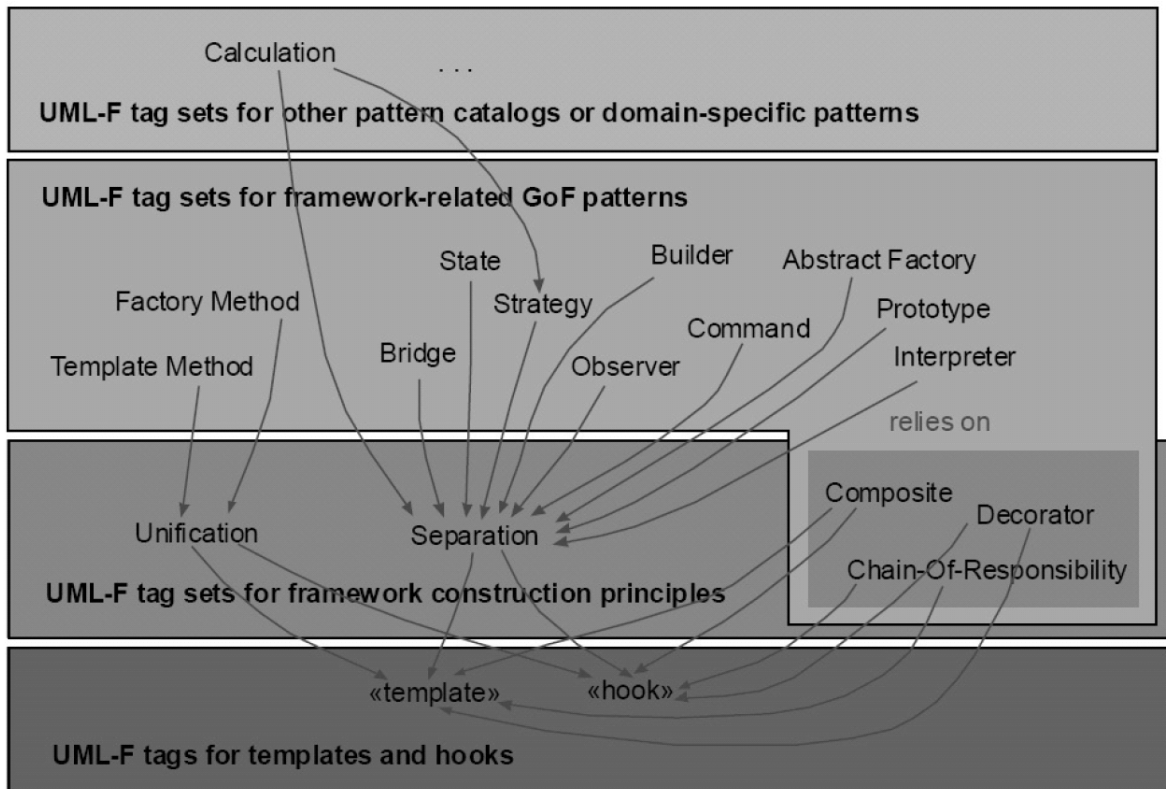 Calculation
. . .
UML-F tag sets for other pattern catalogs or domain-specific patterns
UML-F tag sets for framework-related GoF patterns
State
Builder
Abstract Factory
Factory Method
Strategy
Prototype
Command
Template Method
Bridge
Observer
Interpreter
relies on
Composite
Decorator
Unification
Separation
Chain-Of-Responsibility
UML-F tag sets for framework construction principles
«template»
«hook»
UML-F tags for templates and hooks